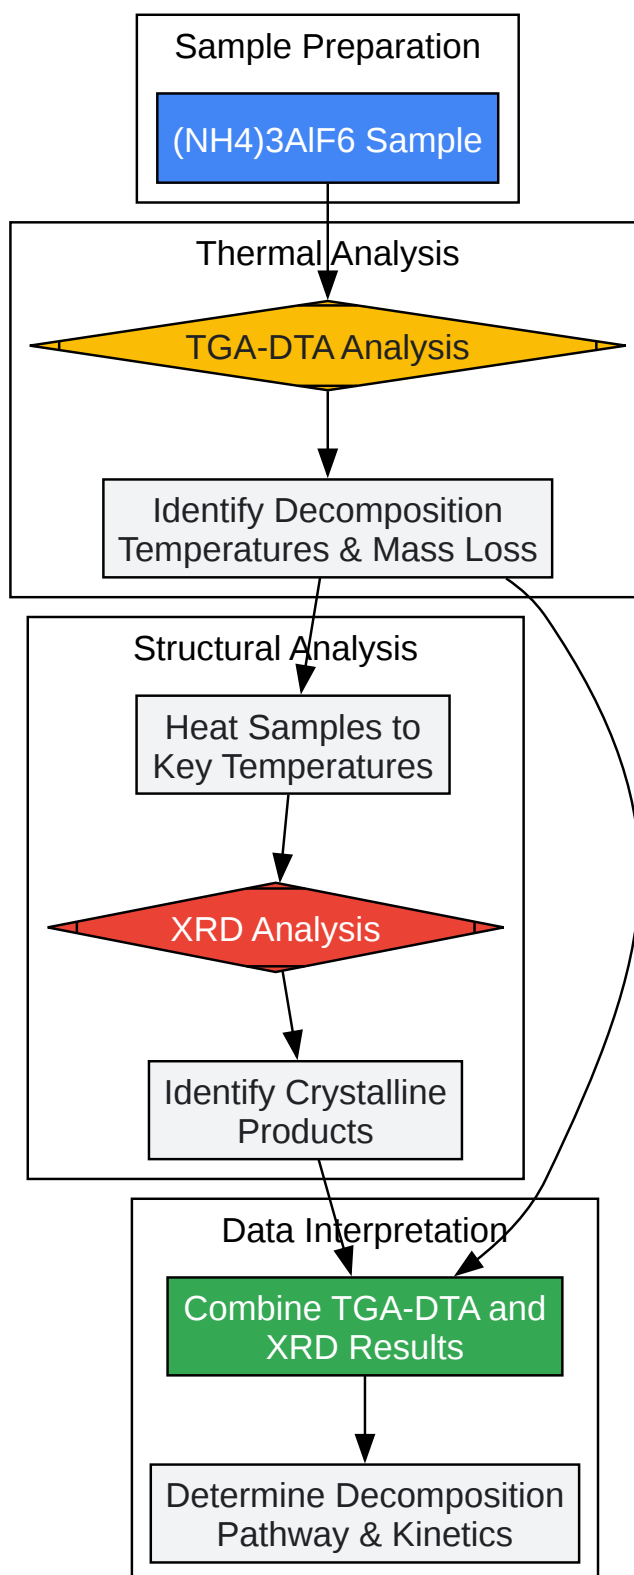 Sample Preparation
(NH4)3AlF6 Sample
Thermal Analysis
TGA-DTA Analysis
Identify Decomposition
Temperatures & Mass Loss
Structural Analysis
Heat Samples to
Key Temperatures
XRD Analysis
Identify Crystalline
Products
Data Interpretation
Combine TGA-DTA and
XRD Results
Determine Decomposition
Pathway & Kinetics